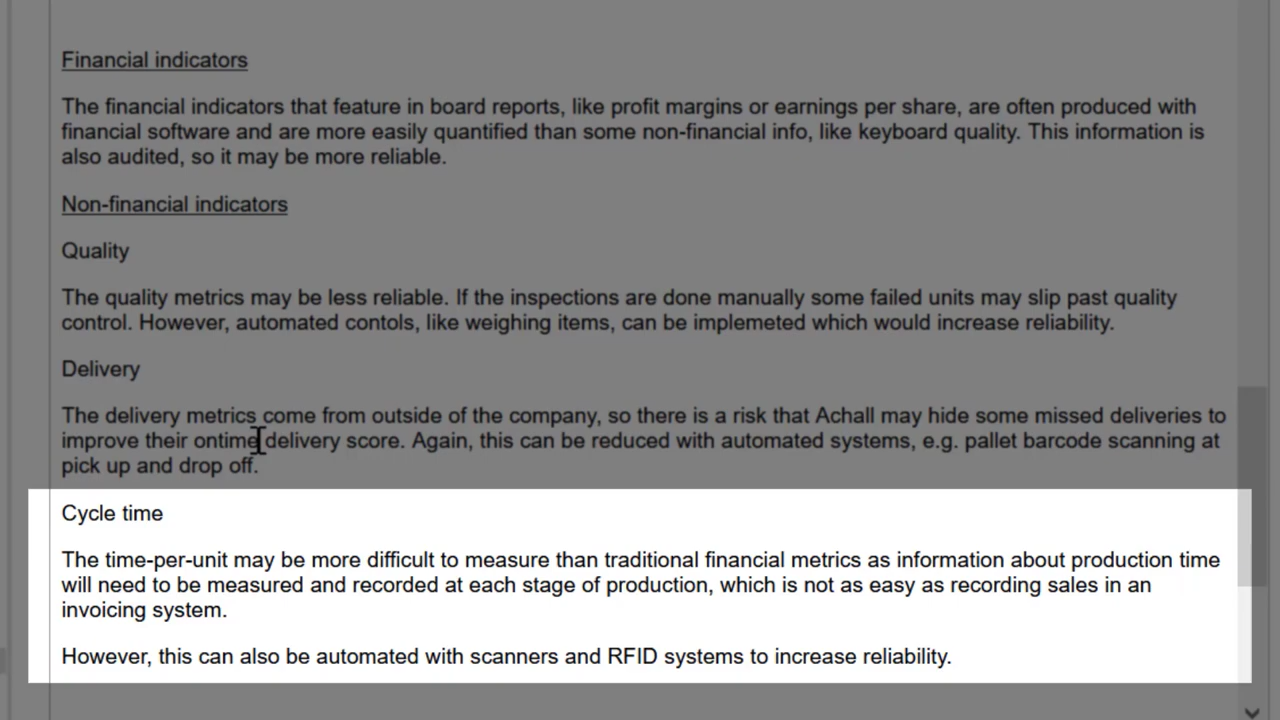 Financial indicators
The financial indicators that feature in board reports, like profit margins or earnings per share, are often produced with
financial software and are more easily quantified than some non-financial info, like keyboard quality. This information is
also audited, so it may be more reliable.
Non-financial indicators
Quality
The quality metrics may be less reliable. If the inspections are done manually some failed units may slip past quality
control. However, automated contols, like weighing items, can be implemeted which would increase reliability.
Delivery
The delivery metrics come from outside of the company, so there is a risk that Achall may hide some missed deliveries to
improve their ontime delivery score. Again, this can be reduced with automated systems, e.g. pallet barcode scanning at
pick up and drop off.
Cycle time
The time-per-unit may be more difficult to measure than traditional financial metrics as information about production time
will need to be measured and recorded at each stage of production, which is not as easy as recording sales in an
invoicing system.
However, this can also be automated with scanners and RFID systems to increase reliability.